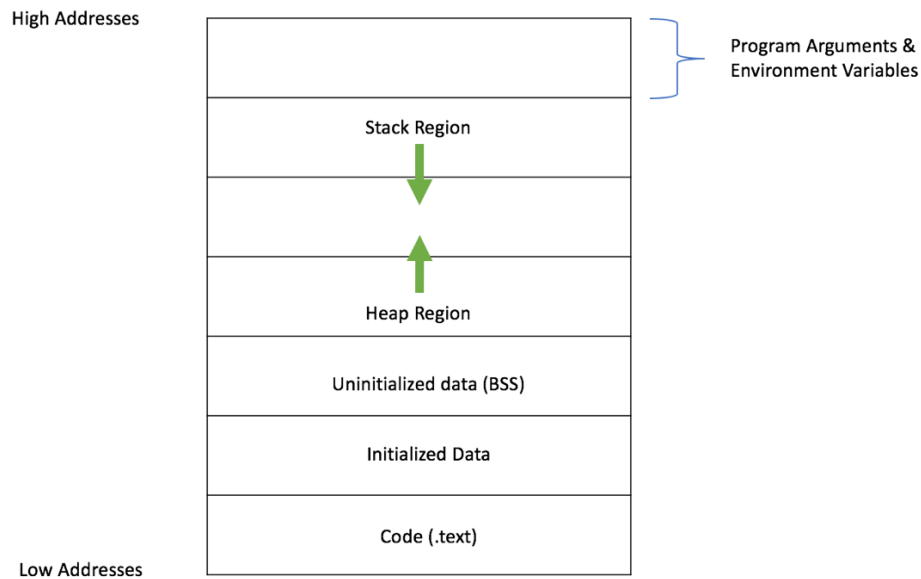 High Addresses
Program Arguments &
Environment Variables
Stack Region
Heap Region
Uninitialized data (BSS)
Initialized Data
Code (.text)
Low Addresses